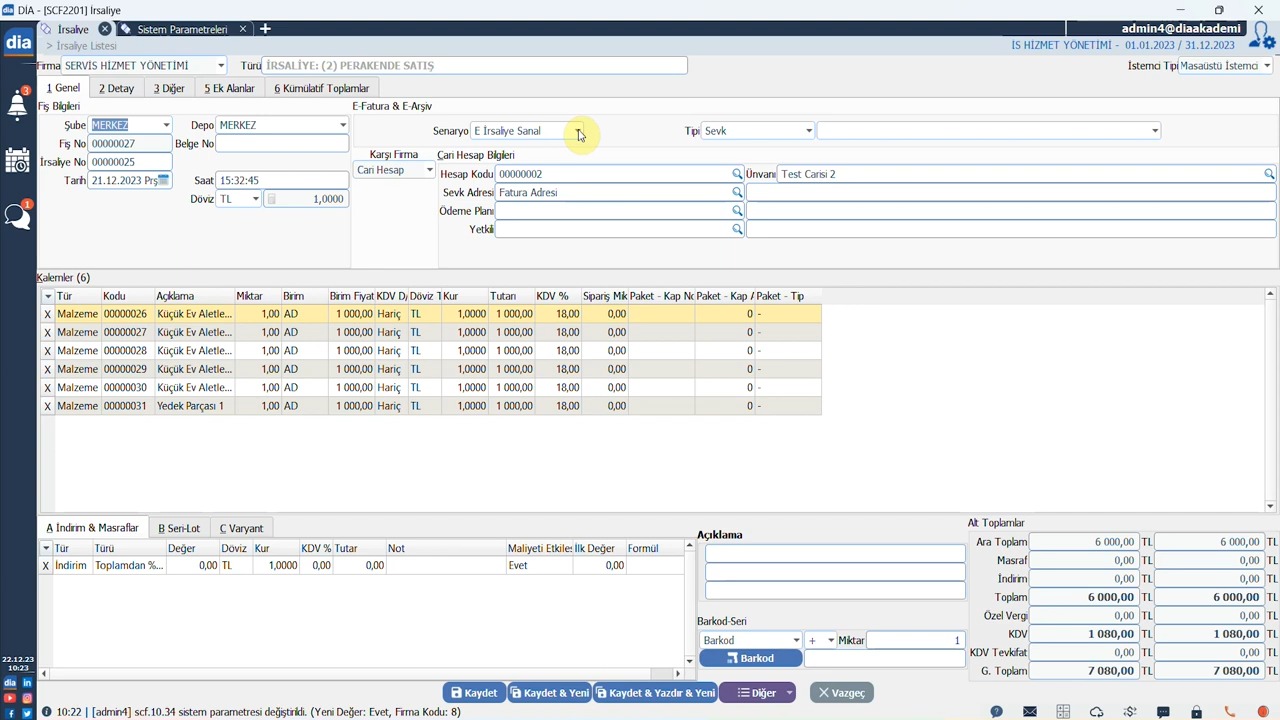 DIA - [SCF2201] İrsaliye
İrsaliye Sistem Parametreleri
admin4@diaakademi
> İrsaliye Listesi
İS HİZMET YÖNETİMİ - 01.01.2023 / 31.12.2023
dia
Firma SERVİS HİZMET YÖNETİMİ Türü İRSALİYE: (2) PERAKENDE SATIŞ İstemci Tipi Masaüstü İstemci
1 Genel 2 Detay 3 Diğer 5 Ek Alanlar 6 Kümülatif Toplamlar
3
Fiş Bilgileri E-Fatura & E-Arşiv
Şube MERKEZ Depo MERKEZ
Senaryo E İrsaliye Sanal Tipi Sevk
Fiş No 00000027 Belge No
Karşı Firma Cari Hesap Bilgileri
İrsaliye No 00000025
Cari Hesap Hesap Kodu 00000002 Ünvanı Test Carisi 2
Tarih 21.12.2023 Prş Saat 15:32:45
Sevk Adresi Fatura Adresi
Döviz TL 1,0000
1
Ödeme Planı
Yetkili
Kalemler (6)
Tür Kodu Açıklama Miktar Birim Birim Fiyat KDV D/ Döviz T Kur Tutarı KDV % Sipariş Mik Paket - Kap No Paket - Kap A Paket - Tip
X Malzeme 00000026 Küçük Ev Aletle... 1,00 AD 1 000,00 Hariç TL 1,0000 1 000,00 18,00 0,00 0 -
X Malzeme 00000027 Küçük Ev Aletle... 1,00 AD 1 000,00 Hariç TL 1,0000 1 000,00 18,00 0,00 0 -
X Malzeme 00000028 Küçük Ev Aletle... 1,00 AD 1 000,00 Hariç TL 1,0000 1 000,00 18,00 0,00 0 -
X Malzeme 00000029 Küçük Ev Aletle... 1,00 AD 1 000,00 Hariç TL 1,0000 1 000,00 18,00 0,00 0 -
X Malzeme 00000030 Küçük Ev Aletle... 1,00 AD 1 000,00 Hariç TL 1,0000 1 000,00 18,00 0,00 0 -
X Malzeme 00000031 Yedek Parçası 1 1,00 AD 1 000,00 Hariç TL 1,0000 1 000,00 18,00 0,00 0 -
A İndirim & Masraflar B Seri-Lot C Varyant
Tür Türü Değer Döviz Kur KDV % Tutar Not Maliyeti Etkiler İlk Değer Formül
X İndirim Toplamdan %... 0,00 TL 1,0000 0,00 0,00 Evet 0,00
Açıklama
Barkod-Seri
Barkod + Miktar 1
Barkod
Alt Toplamlar
Ara Toplam 6 000,00 TL 6 000,00 TL
Masraf 0,00 TL 0,00 TL
İndirim 0,00 TL 0,00 TL
Toplam 6 000,00 TL 6 000,00 TL
Özel Vergi 0,00 TL 0,00 TL
KDV 1 080,00 TL 1 080,00 TL
KDV Tevkifat 0,00 TL 0,00 TL
G. Toplam 7 080,00 TL 7 080,00 TL
22.12.23
10:23
dia in
Kaydet Kaydet & Yeni Kaydet & Yazdır & Yeni Diğer Vazgeç
10:22 | [admin4] scf.10.34 sistem parametresi değiştirildi. (Yeni Değer: Evet, Firma Kodu: 8)